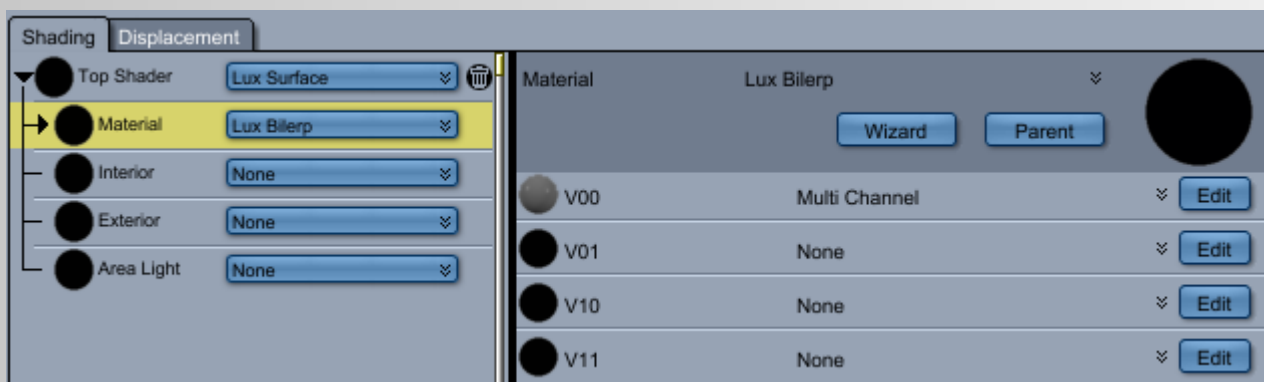 Shading Displacement
Top Shader Lux Surface
Material Lux Bilerp
Interior None
Exterior None
Area Light None
Material Lux Bilerp
Wizard Parent
V00 Multi Channel Edit
V01 None Edit
V10 None Edit
V11 None Edit